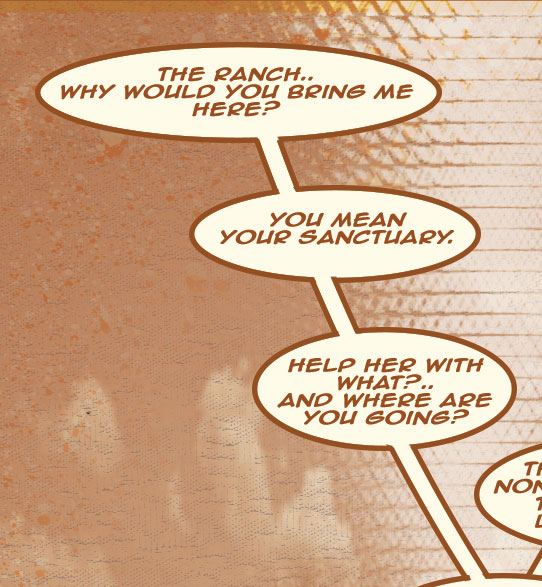 THE RANCH..
WHY WOULD YOU BRING ME
HERE?
YOU MEAN
YOUR SANCTUARY.
HELP HER WITH
WHAT?..
AND WHERE ARE
YOU GOING?